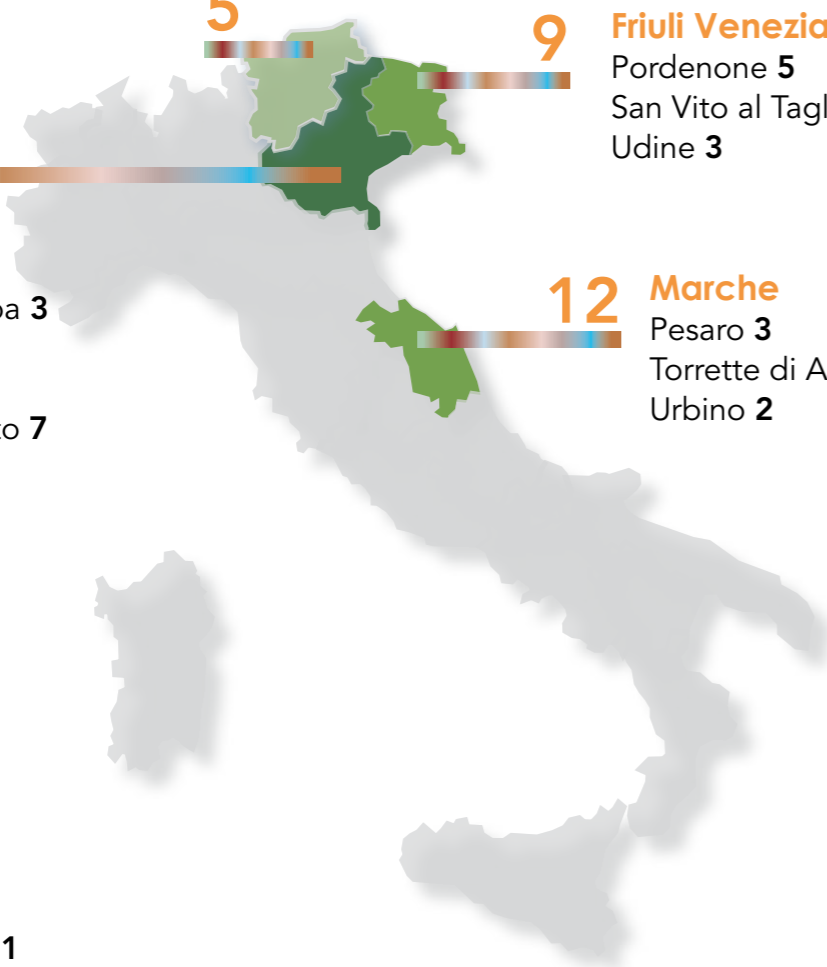 5
9
Friuli Venezia
Pordenone 5
San Vito al Tagl
Udine 3
3
12
Marche
Pesaro 3
Torrette di A
Urbino 2
7
1